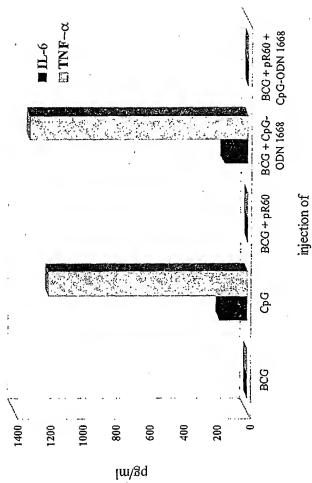 IL-6
TNF-α
1400
1200
1000
800
600
400
200
0
pg/ml
BCG
CpG
BCG + pR60
BCG + CpG-
ODN 1668
BCG + pR60 +
CpG-ODN 1668
injection of